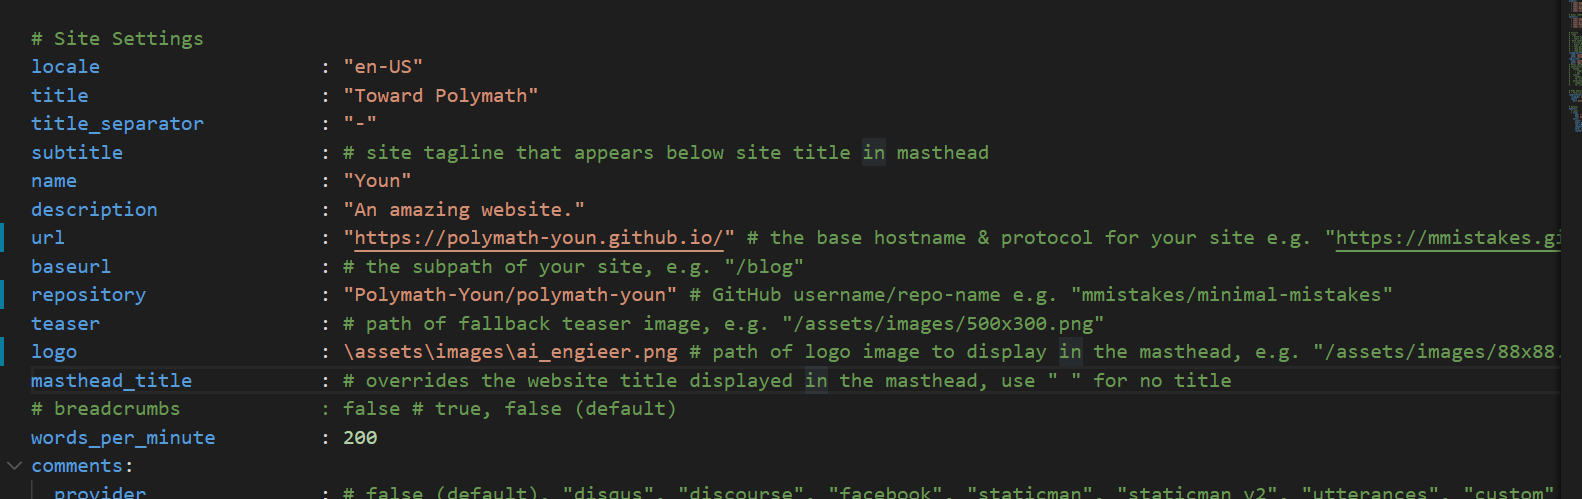 # Site Settings
locale : "en-US"
title : "Toward Polymath"
title_separator : "-"
subtitle : # site tagline that appears below site title in masthead
name : "Youn"
description : "An amazing website."
url : "https://polymath-youn.github.io/" # the base hostname & protocol for your site e.g. "https://mmistakes.gi
baseurl : # the subpath of your site, e.g. "/blog"
repository : "Polymath-Youn/polymath-youn" # GitHub username/repo-name e.g. "mmistakes/minimal-mistakes"
teaser : # path of fallback teaser image, e.g. "/assets/images/500x300.png"
logo : \assets\images\ai_engieer.png # path of logo image to display in the masthead, e.g. "/assets/images/88x88.
masthead_title : # overrides the website title displayed in the masthead, use " " for no title
# breadcrumbs : false # true, false (default)
words_per_minute : 200
comments:
provider : # false (default), "disqus", "discourse", "facebook", "staticman", "staticman_v2", "utterances", "custom"